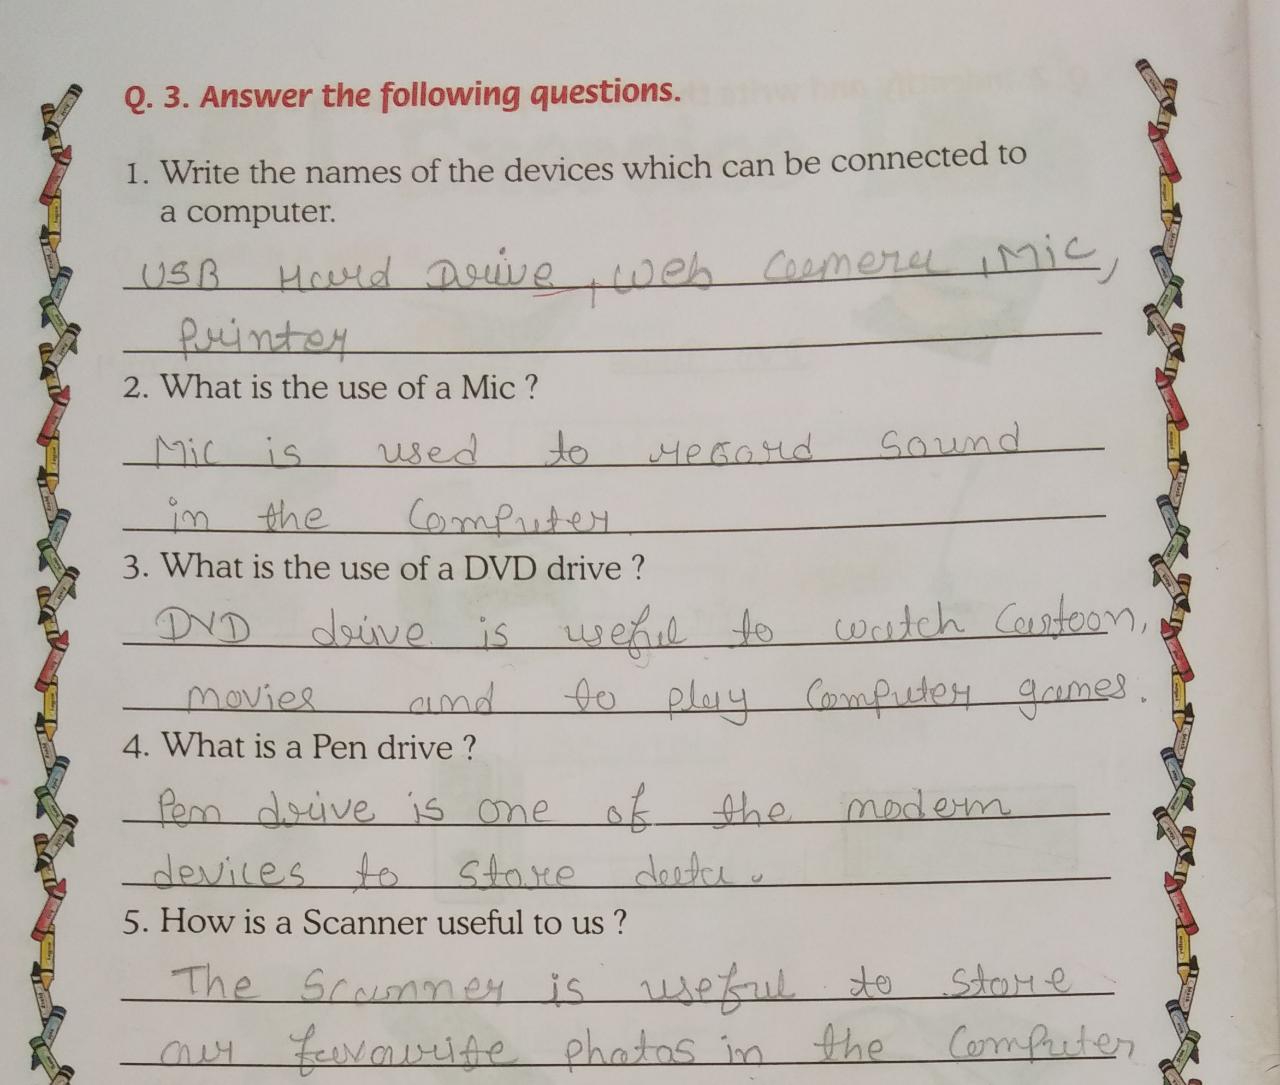 Q. 3. Answer the following questions.
1. Write the names of the devices which can be connected to
a computer.
USB Hard Drive, Web Camera, Mic,
Printer
2. What is the use of a Mic ?
Mic is used to record Sound
in the Computer
3. What is the use of a DVD drive ?
DVD drive is useful to watch Cartoon,
movies and to play Computer games.
4. What is a Pen drive ?
Pen drive is one of the modern
devices to store data.
5. How is a Scanner useful to us ?
The Scanner is useful to store
our favourite photos in the Computer